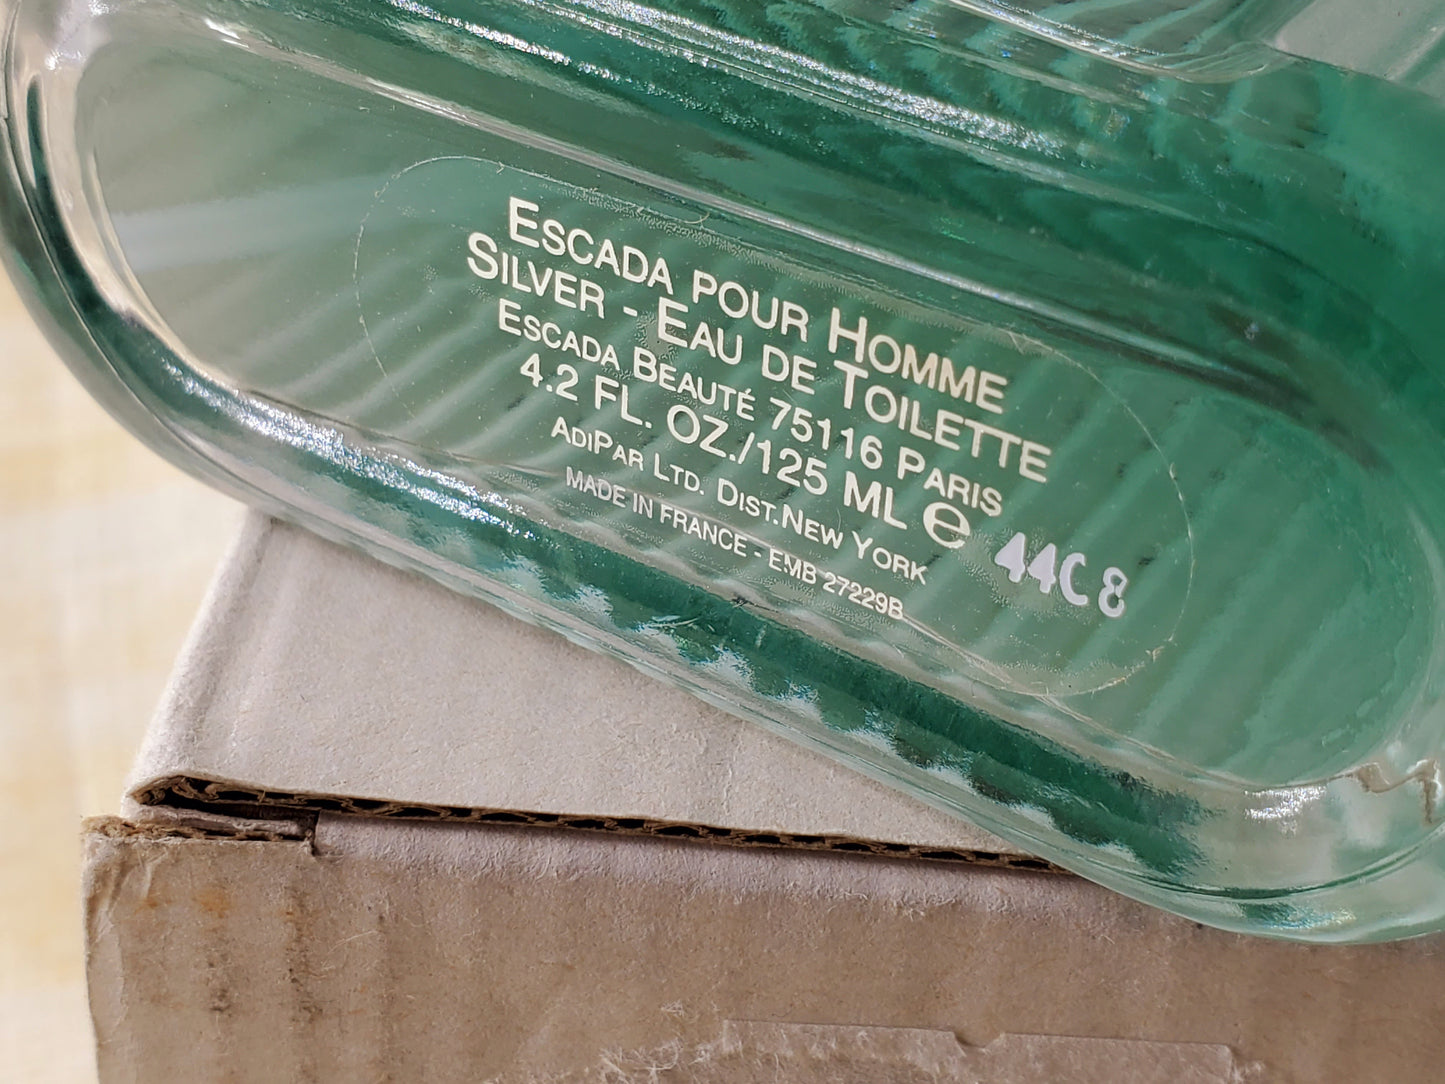 ESCADA POUR HOMME
SILVER - EAU DE TOILETTE
ESCADA BEAUTÉ 75116 PARIS
4.2 FL. OZ./125 ML e
ADIPAR LTD. DIST.NEW YORK
MADE IN FRANCE - EMB 27229B
44C8